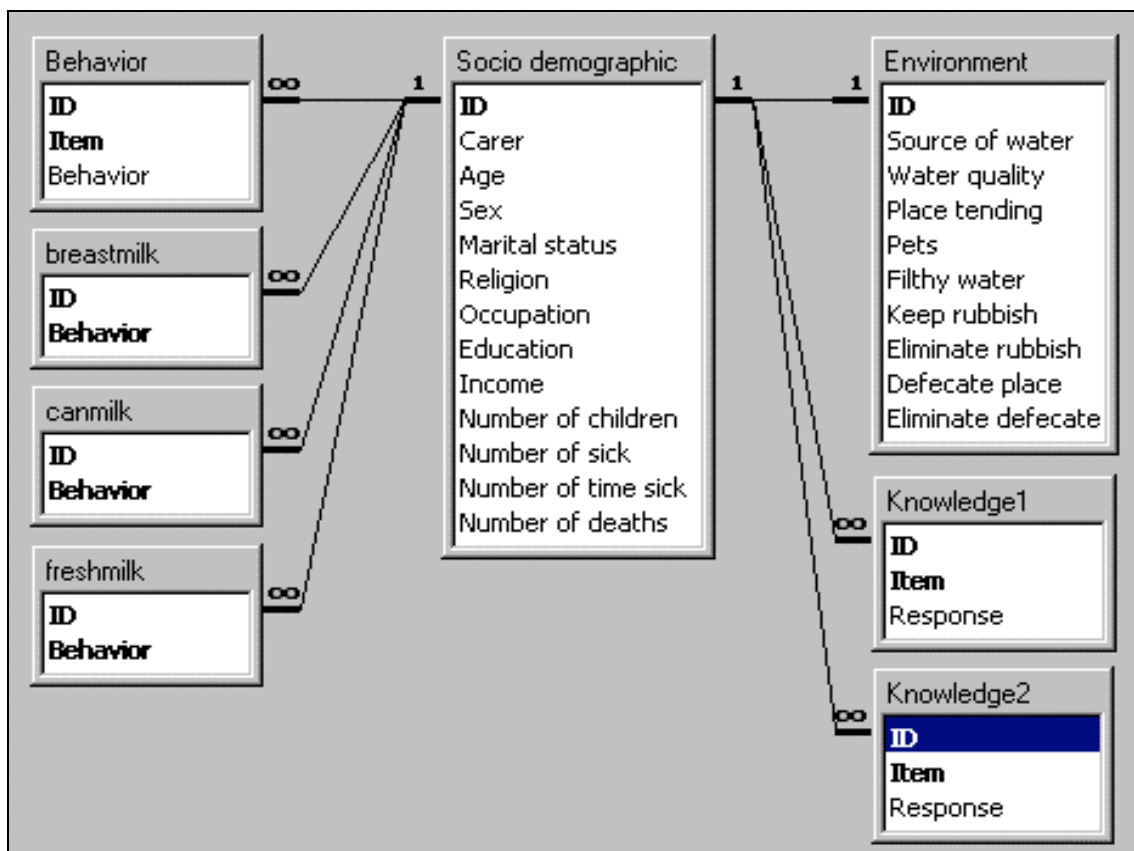 Behavior
ID
Item
Behavior
breastmilk
ID
Behavior
canmilk
ID
Behavior
freshmilk
ID
Behavior
∞
∞
∞
∞
1
Socio demographic
ID
Carer
Age
Sex
Marital status
Religion
Occupation
Education
Income
Number of children
Number of sick
Number of time sick
Number of deaths
1
1
∞
∞
Environment
ID
Source of water
Water quality
Place tending
Pets
Filthy water
Keep rubbish
Eliminate rubbish
Defecate place
Eliminate defecate
Knowledge1
ID
Item
Response
Knowledge2
ID
Item
Response